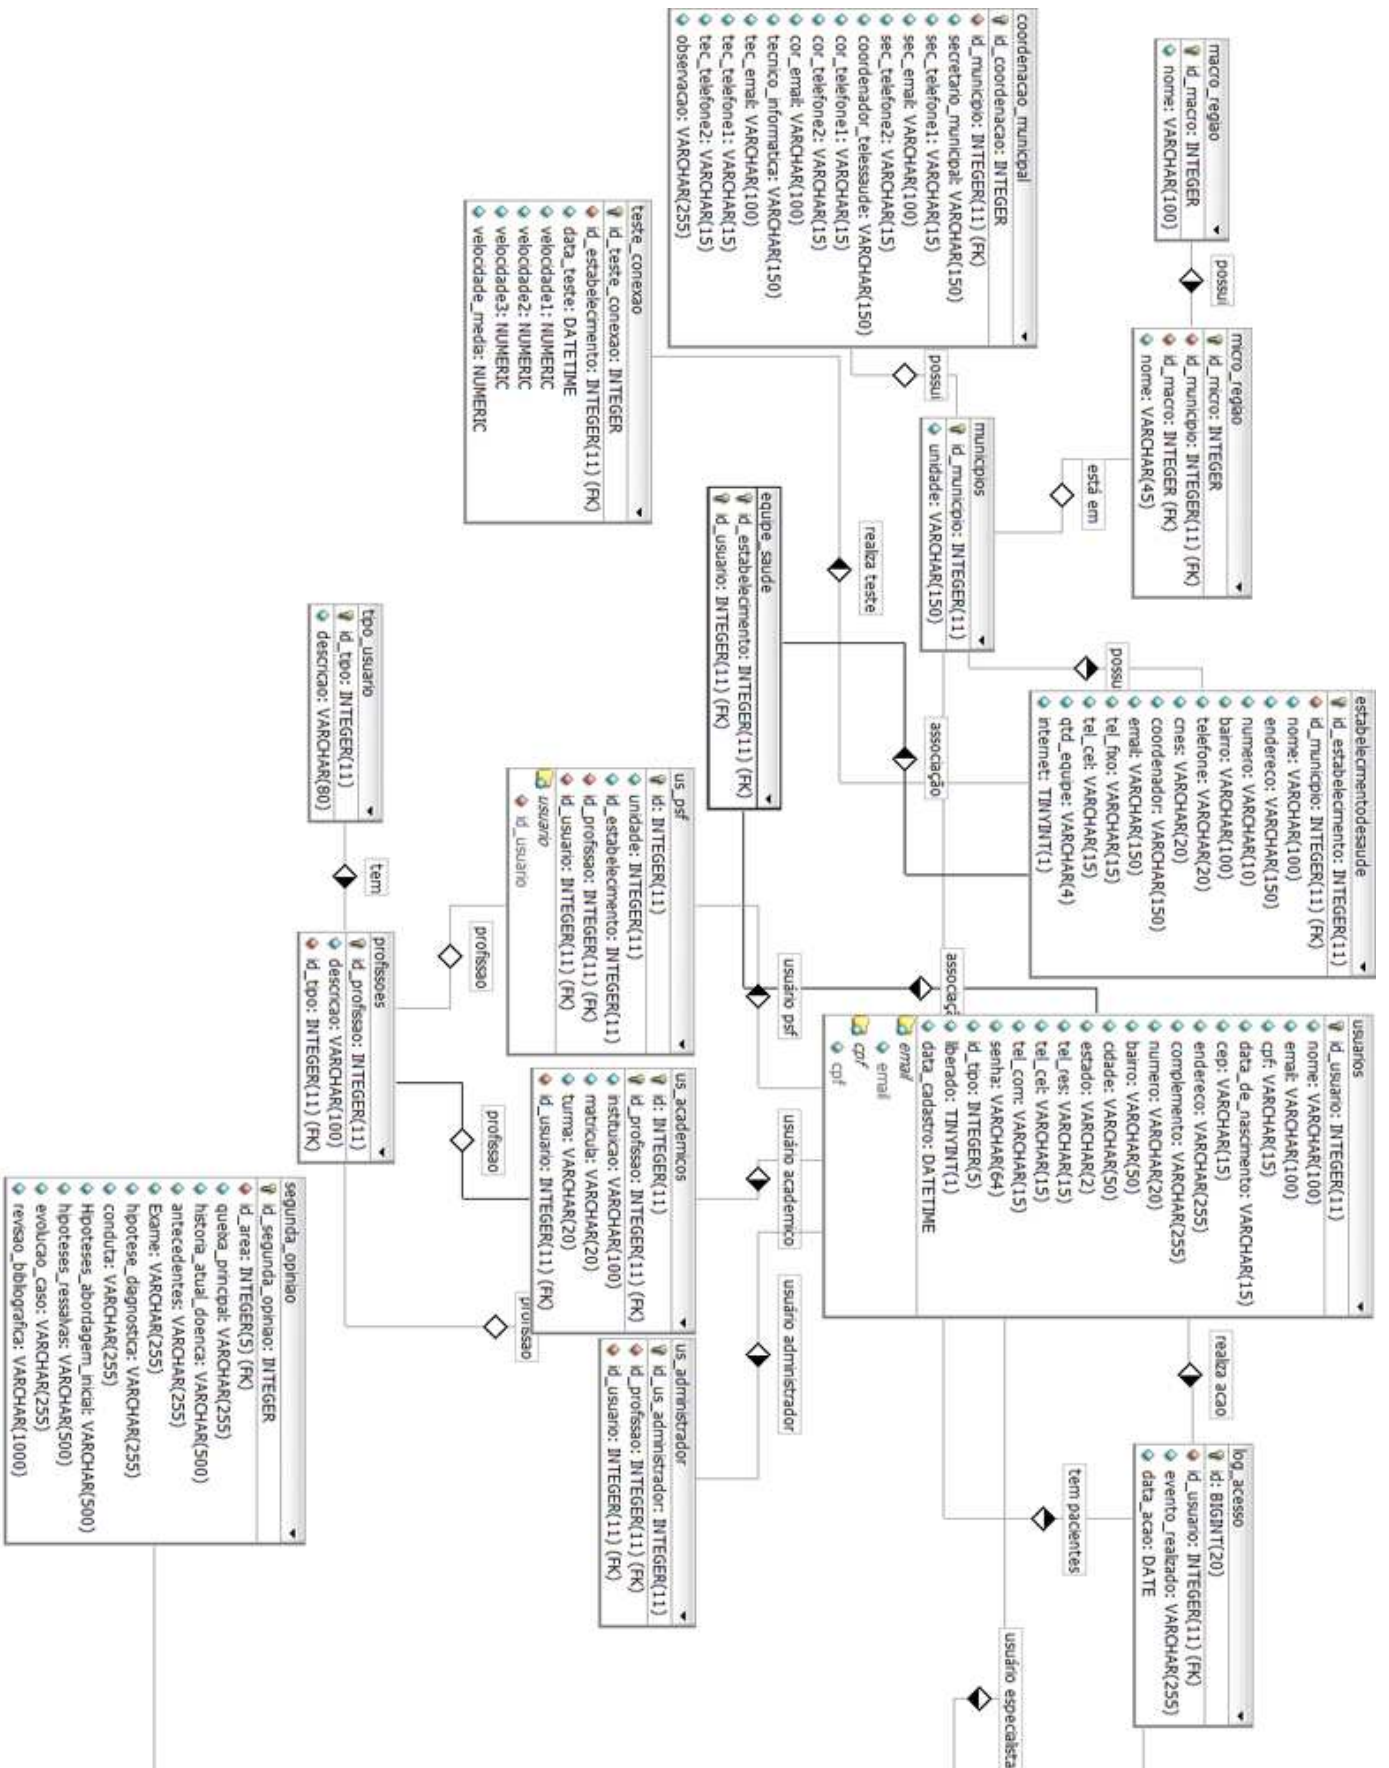 macro_regiao
id_macro: INTEGER
nome: VARCHAR(100)
possui
micro_regiao
id_micro: INTEGER
id_municipio: INTEGER(11) (FK)
id_macro: INTEGER (FK)
nome: VARCHAR(45)
está em
coordenacao_municipal
id_coordenacao: INTEGER
id_municipio: INTEGER(11) (FK)
secretario_municipal: VARCHAR(150)
sec_telefone1: VARCHAR(15)
sec_email: VARCHAR(100)
sec_telefone2: VARCHAR(15)
coordenador_telessaude: VARCHAR(150)
cor_telefone1: VARCHAR(15)
cor_telefone2: VARCHAR(15)
cor_email: VARCHAR(100)
tecnico_informatica: VARCHAR(150)
tec_email: VARCHAR(100)
tec_telefone1: VARCHAR(15)
tec_telefone2: VARCHAR(15)
observacao: VARCHAR(255)
possui
municipios
id_municipio: INTEGER(11)
unidade: VARCHAR(150)
teste_conexao
id_teste_conexao: INTEGER
id_estabelecimento: INTEGER(11) (FK)
data_teste: DATETIME
velocidade1: NUMERIC
velocidade2: NUMERIC
velocidade3: NUMERIC
velocidade_media: NUMERIC
realiza teste
equipe_saude
id_estabelecimento: INTEGER(11) (FK)
id_usuario: INTEGER(11) (FK)
possu
estabelecimentodesaude
id_estabelecimento: INTEGER(11)
id_municipio: INTEGER(11) (FK)
nome: VARCHAR(100)
endereco: VARCHAR(150)
numero: VARCHAR(10)
bairro: VARCHAR(100)
telefone: VARCHAR(20)
cnes: VARCHAR(20)
coordenador: VARCHAR(150)
email: VARCHAR(150)
tel_fixo: VARCHAR(15)
tel_cel: VARCHAR(15)
qtd_equipe: VARCHAR(4)
internet: TINYINT(1)
associação
associaç
tipo_usuario
id_tipo: INTEGER(11)
descricao: VARCHAR(80)
tem
us_psf
id: INTEGER(11)
unidade: INTEGER(11)
id_estabelecimento: INTEGER(11)
id_profissao: INTEGER(11) (FK)
id_usuario: INTEGER(11) (FK)
usuario
id_usuario
usuário psf
profissao
profissoes
id_profissao: INTEGER(11)
descricao: VARCHAR(100)
id_tipo: INTEGER(11) (FK)
profissao
usuarios
id_usuario: INTEGER(11)
nome: VARCHAR(100)
email: VARCHAR(100)
cpf: VARCHAR(15)
data_de_nascimento: VARCHAR(15)
cep: VARCHAR(15)
endereco: VARCHAR(255)
complemento: VARCHAR(255)
numero: VARCHAR(20)
bairro: VARCHAR(50)
cidade: VARCHAR(50)
estado: VARCHAR(2)
tel_res: VARCHAR(15)
tel_cel: VARCHAR(15)
tel_com: VARCHAR(15)
senha: VARCHAR(64)
id_tipo: INTEGER(5)
liberado: TINYINT(1)
data_cadastro: DATETIME
email
email
cpf
cpf
us_academicos
id: INTEGER(11)
id_profissao: INTEGER(11) (FK)
instituicao: VARCHAR(100)
matricula: VARCHAR(20)
turma: VARCHAR(20)
id_usuario: INTEGER(11) (FK)
usuário academico
profissao
us_administrador
id_us_administrador: INTEGER(11)
id_profissao: INTEGER(11) (FK)
id_usuario: INTEGER(11) (FK)
usuário administrador
realiza acao
log_acesso
id: BIGINT(20)
id_usuario: INTEGER(11) (FK)
evento_realizado: VARCHAR(255)
data_acao: DATE
tem pacientes
usuário especialista
segunda_opiniao
id_segunda_opiniao: INTEGER
id_area: INTEGER(5) (FK)
queixa_principal: VARCHAR(255)
historia_atual_doenca: VARCHAR(500)
antecedentes: VARCHAR(255)
Exame: VARCHAR(255)
hipotese_diagnostica: VARCHAR(255)
conduta: VARCHAR(255)
Hipoteses_abordagem_inicial: VARCHAR(500)
hipoteses_ressalvas: VARCHAR(500)
evolucao_caso: VARCHAR(255)
revisao_bibliografica: VARCHAR(1000)